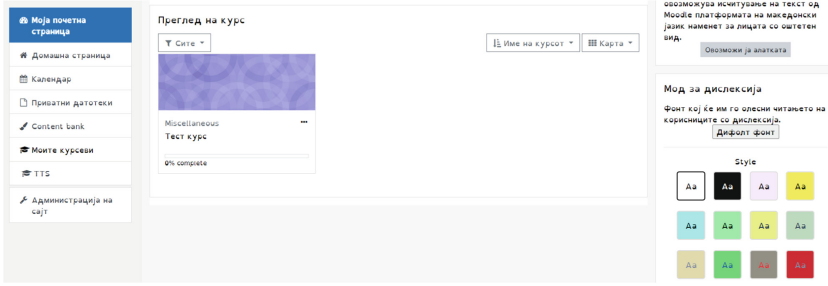 Моја почетна
страница
Домашна страница
Календар
Приватни датотеки
Content bank
Моите курсеви
TTS
Администрација на
сајт
Преглед на курс
Сите
Име на курсот
Карта
Miscellaneous
Тест курс
0% complete
овозможува исчитување на текст од
Moodle платформата на македонски
јазик наменет за лицата со оштетен
вид.
Овозможи ја алатката
Мод за дислексија
Фонт кој ќе им го олесни читањето на
корисниците со дислексија.
Дифолт фонт
Style
Aa Aa Aa Aa
Aa Aa Aa Aa
Aa Aa Aa Aa